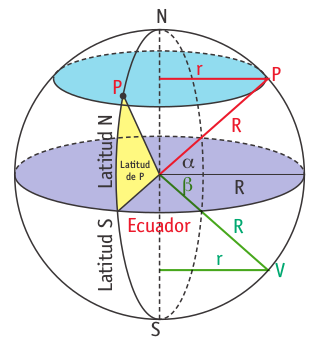 N
r
P
P
R
Latitud N
Latitud
de P
α
β
R
Ecuador
R
Latitud S
r
V
S